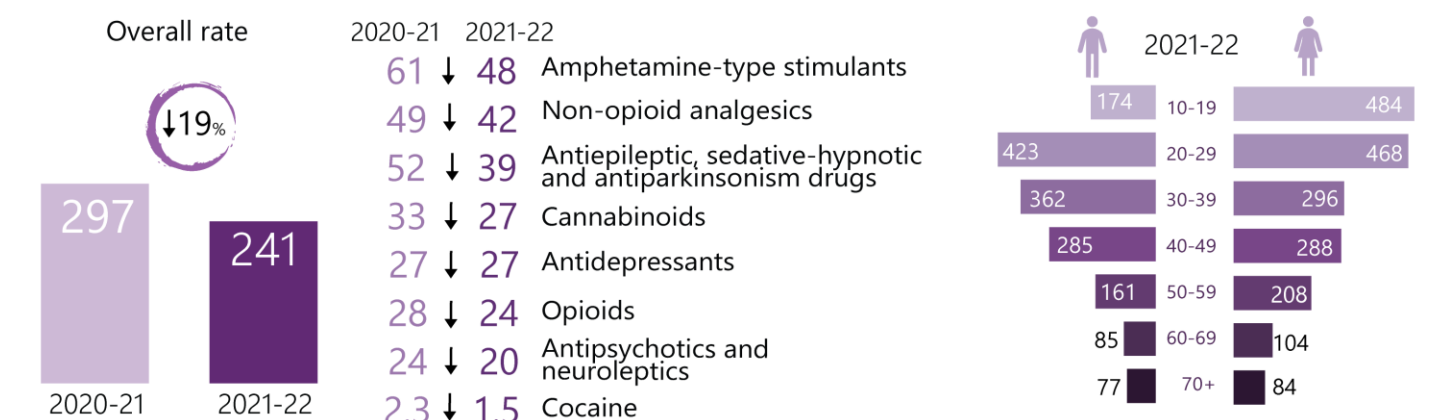 Overall rate
↓19%
297
241
2020-21 2021-22
2020-21 2021-22
61 ↓ 48 Amphetamine-type stimulants
49 ↓ 42 Non-opioid analgesics
52 ↓ 39 Antiepileptic, sedative-hypnotic
and antiparkinsonism drugs
33 ↓ 27 Cannabinoids
27 ↓ 27 Antidepressants
28 ↓ 24 Opioids
24 ↓ 20 Antipsychotics and
neuroleptics
2.3 ↓ 1.5 Cocaine
2021-22
174 10-19 484
423 20-29 468
362 30-39 296
285 40-49 288
161 50-59 208
85 60-69 104
77 70+ 84